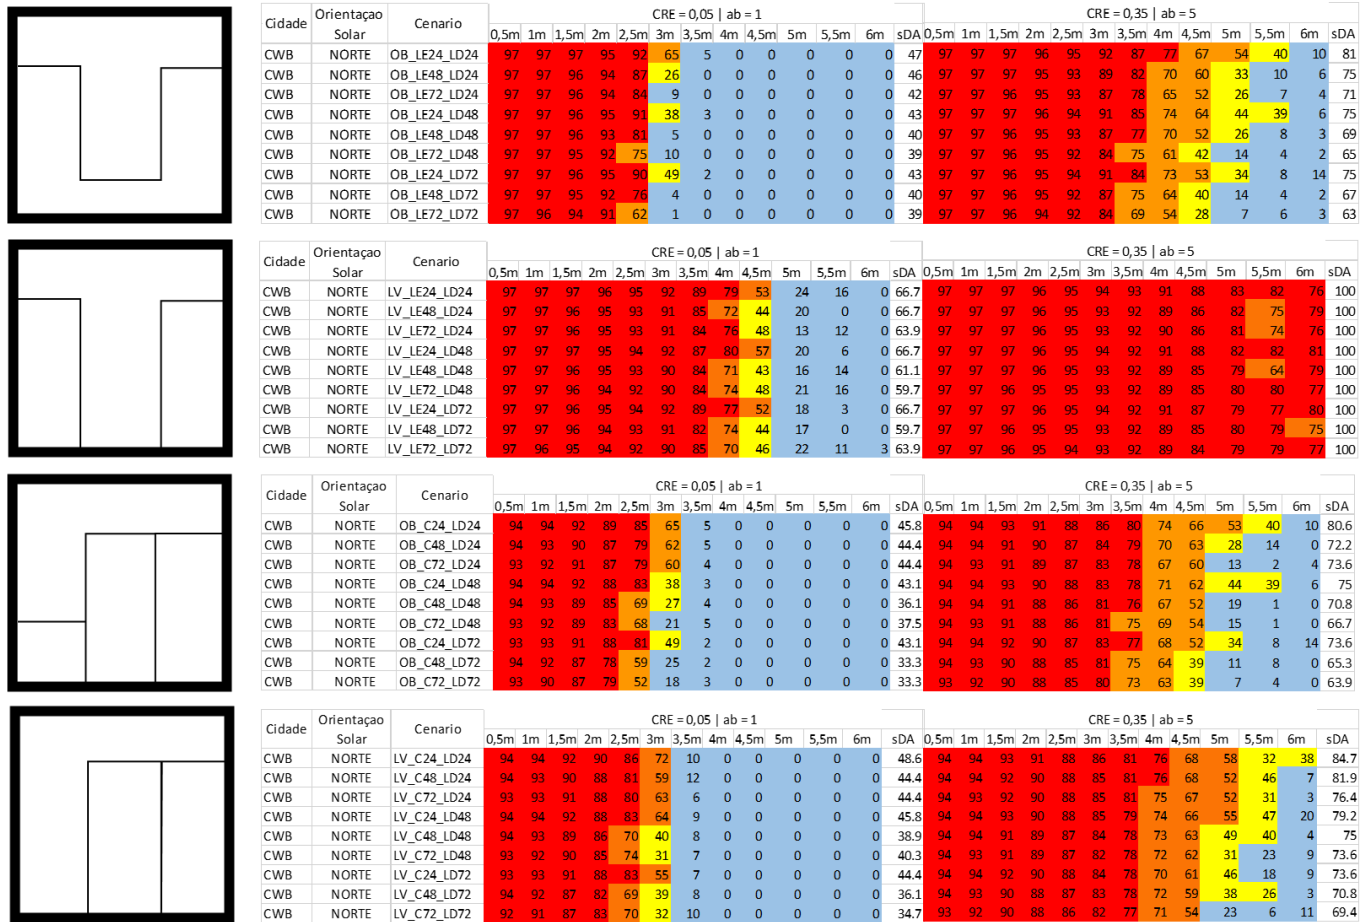 Cidade Orientaçao Solar Cenario CRE = 0,05 | ab = 1 CRE = 0,35 | ab = 5
0,5m 1m 1,5m 2m 2,5m 3m 3,5m 4m 4,5m 5m 5,5m 6m sDA 0,5m 1m 1,5m 2m 2,5m 3m 3,5m 4m 4,5m 5m 5,5m 6m sDA
CWB NORTE OB_LE24_LD24 97 97 97 95 92 65 5 0 0 0 0 0 47 97 97 97 96 95 92 87 77 67 54 40 10 81
CWB NORTE OB_LE48_LD24 97 97 96 94 87 26 0 0 0 0 0 0 46 97 97 96 95 93 89 82 70 60 33 10 6 75
CWB NORTE OB_LE72_LD24 97 97 96 94 84 9 0 0 0 0 0 0 42 97 97 96 95 93 87 78 65 52 26 7 4 71
CWB NORTE OB_LE24_LD48 97 97 96 95 91 38 3 0 0 0 0 0 43 97 97 96 96 94 91 85 74 64 44 39 6 75
CWB NORTE OB_LE48_LD48 97 97 96 93 81 5 0 0 0 0 0 0 40 97 97 96 95 93 87 77 70 52 26 8 3 69
CWB NORTE OB_LE72_LD48 97 97 95 92 75 10 0 0 0 0 0 0 39 97 97 96 95 92 84 75 61 42 14 4 2 65
CWB NORTE OB_LE24_LD72 97 97 96 95 90 49 2 0 0 0 0 0 43 97 97 96 95 94 91 84 73 53 34 8 14 75
CWB NORTE OB_LE48_LD72 97 97 95 92 76 4 0 0 0 0 0 0 40 97 97 96 95 92 87 75 64 40 14 4 2 67
CWB NORTE OB_LE72_LD72 97 96 94 91 62 1 0 0 0 0 0 0 39 97 97 96 94 92 84 69 54 28 7 6 3 63
Cidade Orientaçao Solar Cenario CRE = 0,05 | ab = 1 CRE = 0,35 | ab = 5
0,5m 1m 1,5m 2m 2,5m 3m 3,5m 4m 4,5m 5m 5,5m 6m sDA 0,5m 1m 1,5m 2m 2,5m 3m 3,5m 4m 4,5m 5m 5,5m 6m sDA
CWB NORTE LV_LE24_LD24 97 97 97 96 95 92 89 79 53 24 16 0 66.7 97 97 97 96 95 94 93 91 88 83 82 76 100
CWB NORTE LV_LE48_LD24 97 97 96 95 93 91 85 72 44 20 0 0 66.7 97 97 96 96 95 93 92 89 86 82 75 79 100
CWB NORTE LV_LE72_LD24 97 97 96 95 93 91 84 76 48 13 12 0 63.9 97 97 96 96 95 93 92 90 86 81 74 76 100
CWB NORTE LV_LE24_LD48 97 97 97 95 94 92 87 80 57 20 6 0 66.7 97 97 97 96 95 94 92 91 88 82 82 81 100
CWB NORTE LV_LE48_LD48 97 97 96 95 93 90 84 71 43 16 14 0 61.1 97 97 96 96 95 93 92 89 85 79 64 79 100
CWB NORTE LV_LE72_LD48 97 97 96 94 92 90 84 74 48 21 16 0 59.7 97 97 96 95 95 93 92 89 85 80 80 77 100
CWB NORTE LV_LE24_LD72 97 97 96 95 94 92 89 77 52 18 3 0 66.7 97 97 96 96 95 94 92 91 87 79 77 80 100
CWB NORTE LV_LE48_LD72 97 97 96 94 93 91 82 74 44 17 0 0 59.7 97 97 96 95 95 93 92 89 85 80 79 75 100
CWB NORTE LV_LE72_LD72 97 96 95 94 92 90 85 70 46 22 11 3 63.9 97 97 96 95 94 93 92 89 84 79 79 77 100
Cidade Orientaçao Solar Cenario CRE = 0,05 | ab = 1 CRE = 0,35 | ab = 5
0,5m 1m 1,5m 2m 2,5m 3m 3,5m 4m 4,5m 5m 5,5m 6m sDA 0,5m 1m 1,5m 2m 2,5m 3m 3,5m 4m 4,5m 5m 5,5m 6m sDA
CWB NORTE OB_C24_LD24 94 94 92 89 85 65 5 0 0 0 0 0 45.8 94 94 93 91 88 86 80 74 66 53 40 10 80.6
CWB NORTE OB_C48_LD24 94 93 90 87 79 62 5 0 0 0 0 0 44.4 94 94 91 90 87 84 79 70 63 28 14 0 72.2
CWB NORTE OB_C72_LD24 93 92 91 87 79 60 4 0 0 0 0 0 44.4 94 93 91 89 87 83 78 67 60 13 2 4 73.6
CWB NORTE OB_C24_LD48 94 94 92 88 83 38 3 0 0 0 0 0 43.1 94 94 93 90 88 83 78 71 62 44 39 6 75
CWB NORTE OB_C48_LD48 94 93 89 85 69 27 4 0 0 0 0 0 36.1 94 94 91 88 86 81 76 67 52 19 1 0 70.8
CWB NORTE OB_C72_LD48 93 92 89 83 68 21 5 0 0 0 0 0 37.5 94 93 91 88 86 81 75 69 54 15 1 0 66.7
CWB NORTE OB_C24_LD72 93 93 91 88 81 49 2 0 0 0 0 0 43.1 94 94 92 90 87 83 77 68 52 34 8 14 73.6
CWB NORTE OB_C48_LD72 94 92 87 78 59 25 2 0 0 0 0 0 33.3 94 93 90 88 85 81 75 64 39 11 8 0 65.3
CWB NORTE OB_C72_LD72 93 90 87 79 52 18 3 0 0 0 0 0 33.3 93 92 90 88 85 80 73 63 39 7 4 0 63.9
Cidade Orientaçao Solar Cenario CRE = 0,05 | ab = 1 CRE = 0,35 | ab = 5
0,5m 1m 1,5m 2m 2,5m 3m 3,5m 4m 4,5m 5m 5,5m 6m sDA 0,5m 1m 1,5m 2m 2,5m 3m 3,5m 4m 4,5m 5m 5,5m 6m sDA
CWB NORTE LV_C24_LD24 94 94 92 90 86 72 10 0 0 0 0 0 48.6 94 94 93 91 88 86 81 76 68 58 32 38 84.7
CWB NORTE LV_C48_LD24 94 93 90 88 81 59 12 0 0 0 0 0 44.4 94 94 92 90 88 85 81 76 68 52 46 7 81.9
CWB NORTE LV_C72_LD24 93 93 91 88 80 63 6 0 0 0 0 0 44.4 94 93 92 90 88 85 81 75 67 52 31 3 76.4
CWB NORTE LV_C24_LD48 94 94 92 88 83 64 9 0 0 0 0 0 45.8 94 94 93 90 88 85 79 74 66 55 47 20 79.2
CWB NORTE LV_C48_LD48 94 93 89 86 70 40 8 0 0 0 0 0 38.9 94 94 91 89 87 84 78 73 63 49 40 4 75
CWB NORTE LV_C72_LD48 93 92 90 85 74 31 7 0 0 0 0 0 40.3 94 93 91 89 87 82 78 72 62 31 23 9 73.6
CWB NORTE LV_C24_LD72 93 93 91 88 83 55 7 0 0 0 0 0 44.4 94 94 92 90 88 84 78 70 61 46 18 9 73.6
CWB NORTE LV_C48_LD72 94 92 87 82 69 39 8 0 0 0 0 0 36.1 94 93 90 88 87 83 78 72 59 38 26 3 70.8
CWB NORTE LV_C72_LD72 92 91 87 83 70 32 10 0 0 0 0 0 34.7 93 92 90 88 86 82 77 71 54 23 6 11 69.4